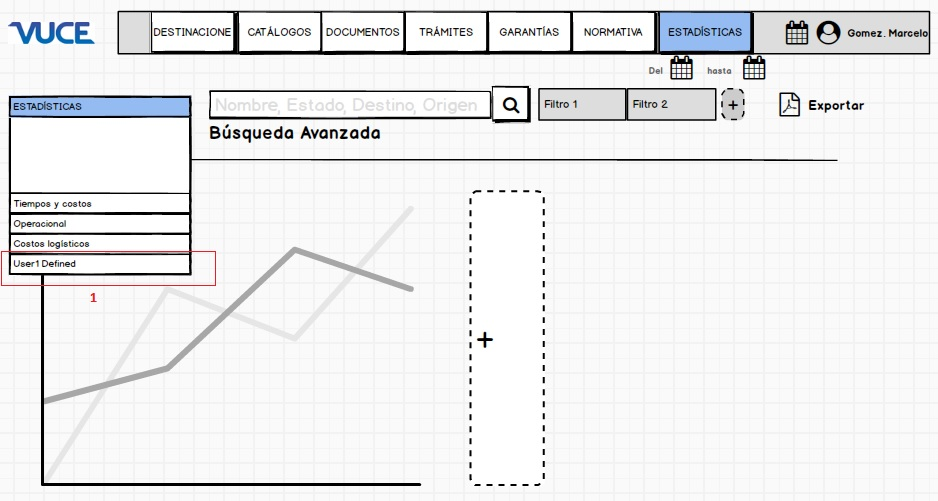 VUCE
DESTINACIONE CATÁLOGOS DOCUMENTOS TRÁMITES GARANTÍAS NORMATIVA ESTADÍSTICAS Gomez. Marcelo
Del hasta
ESTADÍSTICAS
Nombre, Estado, Destino, Origen Filtro 1 Filtro 2 + Exportar
Búsqueda Avanzada
Tiempos y costos
Operacional
Costos logísticos
User1 Defined
1
+